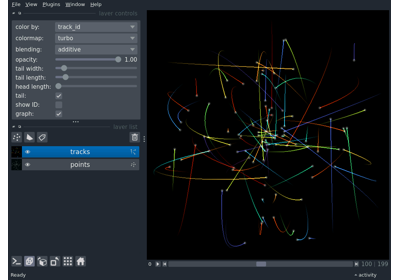 File View Plugins Window Help
layer controls
color by: track_id
colormap: turbo
blending: additive
opacity: 1.00
tail width:
tail length:
head length:
tail:
show ID:
graph:
layer list
tracks
points
0 100 199
Ready activity